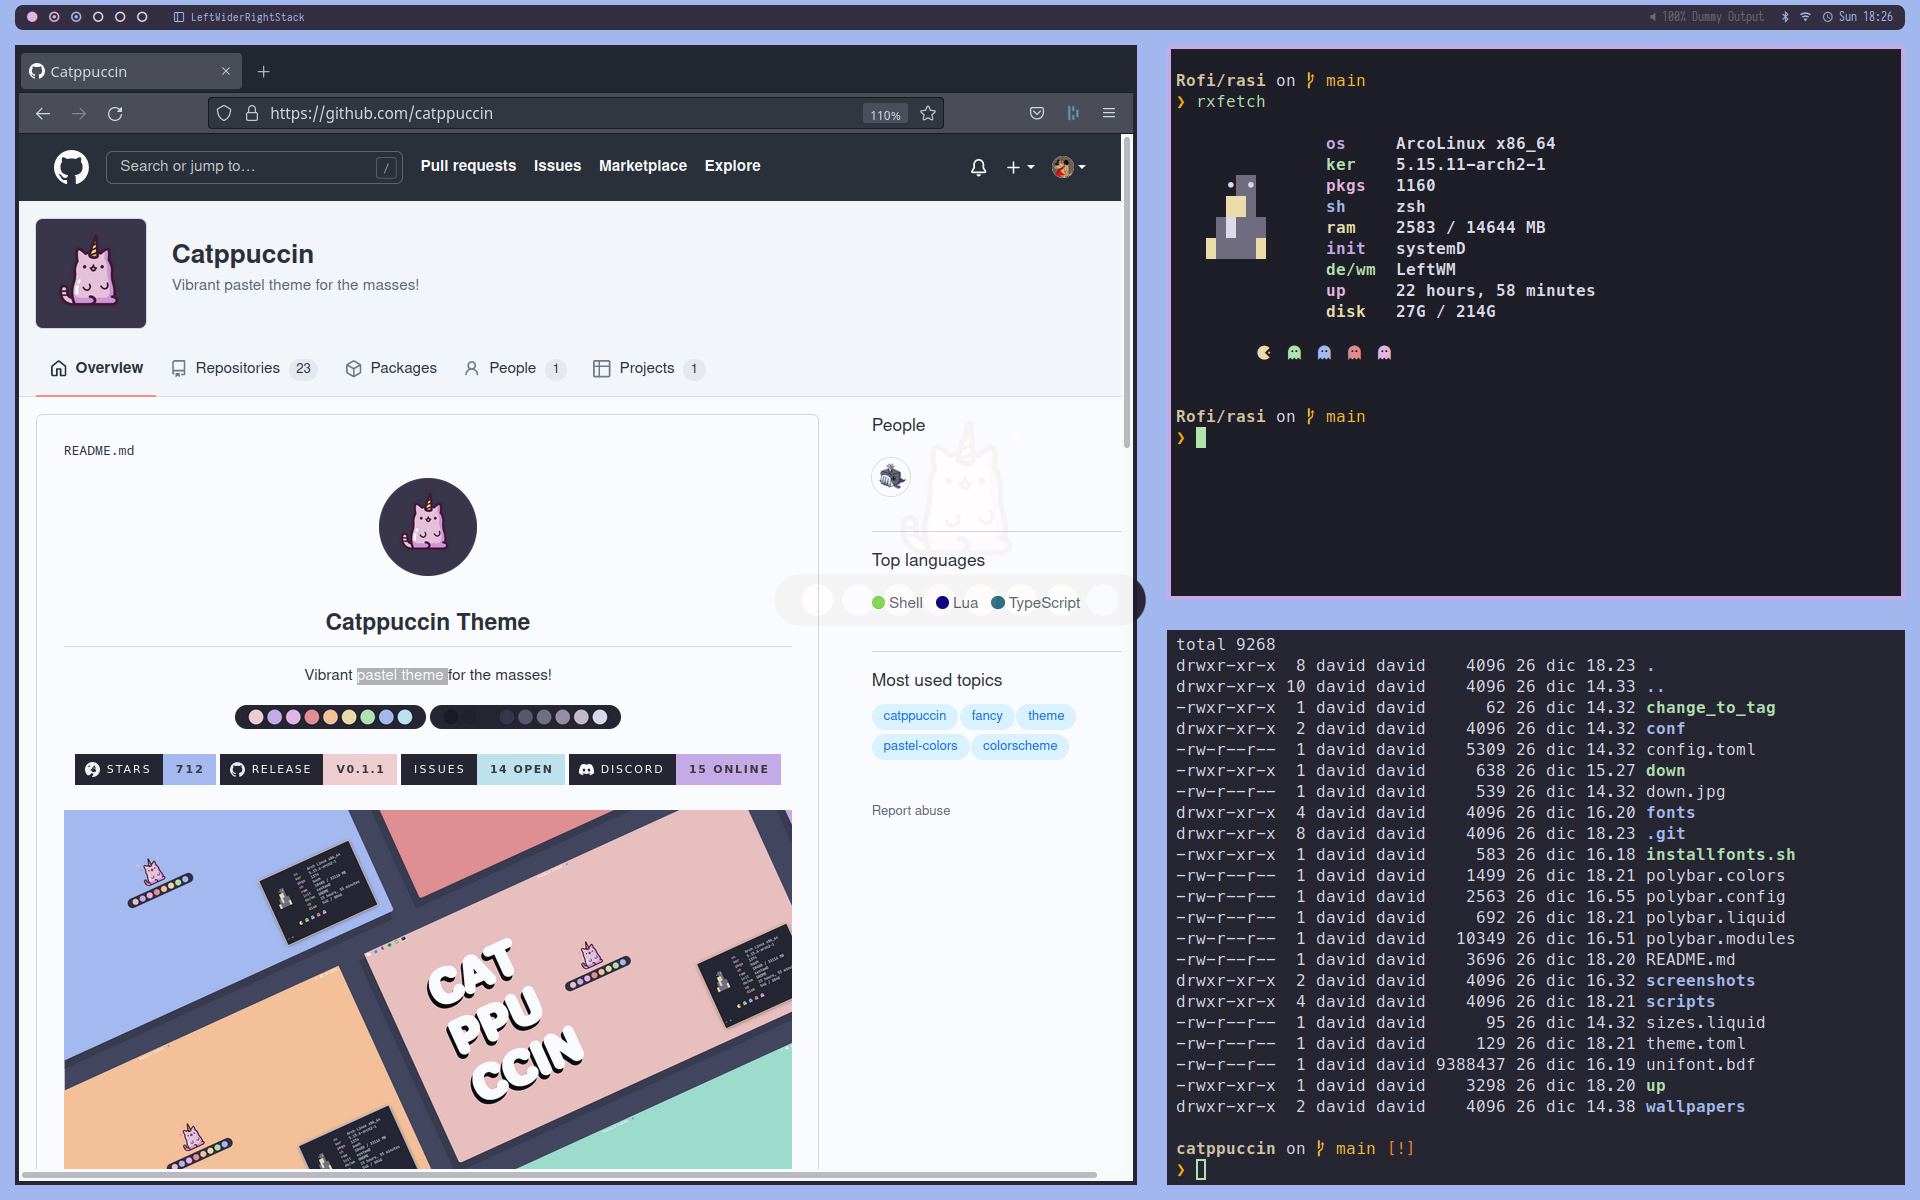 LeftWiderRightStack
100% Dummy Output
Sun 18:26
Catppuccin
https://github.com/catppuccin
110%
Search or jump to…
/
Pull requests
Issues
Marketplace
Explore
Catppuccin
Vibrant pastel theme for the masses!
Overview
Repositories 23
Packages
People 1
Projects 1
README.md
Catppuccin Theme
Vibrant pastel theme for the masses!
STARS 712
RELEASE V0.1.1
ISSUES 14 OPEN
DISCORD 15 ONLINE
CAT
PPU
CCIN
People
Top languages
Shell Lua TypeScript
Most used topics
catppuccin fancy theme
pastel-colors colorscheme
Report abuse
Rofi/rasi on main
❯ rxfetch
os ArcoLinux x86_64
ker 5.15.11-arch2-1
pkgs 1160
sh zsh
ram 2583 / 14644 MB
init systemD
de/wm LeftWM
up 22 hours, 58 minutes
disk 27G / 214G
Rofi/rasi on main
❯
total 9268
drwxr-xr-x 8 david david 4096 26 dic 18.23 .
drwxr-xr-x 10 david david 4096 26 dic 14.33 ..
-rwxr-xr-x 1 david david 62 26 dic 14.32 change_to_tag
drwxr-xr-x 2 david david 4096 26 dic 14.32 conf
-rw-r--r-- 1 david david 5309 26 dic 14.32 config.toml
-rwxr-xr-x 1 david david 638 26 dic 15.27 down
-rw-r--r-- 1 david david 539 26 dic 14.32 down.jpg
drwxr-xr-x 4 david david 4096 26 dic 16.20 fonts
drwxr-xr-x 8 david david 4096 26 dic 18.23 .git
-rwxr-xr-x 1 david david 583 26 dic 16.18 installfonts.sh
-rw-r--r-- 1 david david 1499 26 dic 18.21 polybar.colors
-rw-r--r-- 1 david david 2563 26 dic 16.55 polybar.config
-rw-r--r-- 1 david david 692 26 dic 18.21 polybar.liquid
-rw-r--r-- 1 david david 10349 26 dic 16.51 polybar.modules
-rw-r--r-- 1 david david 3696 26 dic 18.20 README.md
drwxr-xr-x 2 david david 4096 26 dic 16.32 screenshots
drwxr-xr-x 4 david david 4096 26 dic 18.21 scripts
-rw-r--r-- 1 david david 95 26 dic 14.32 sizes.liquid
-rw-r--r-- 1 david david 129 26 dic 18.21 theme.toml
-rw-r--r-- 1 david david 9388437 26 dic 16.19 unifont.bdf
-rwxr-xr-x 1 david david 3298 26 dic 18.20 up
drwxr-xr-x 2 david david 4096 26 dic 14.38 wallpapers
catppuccin on main [!]
❯